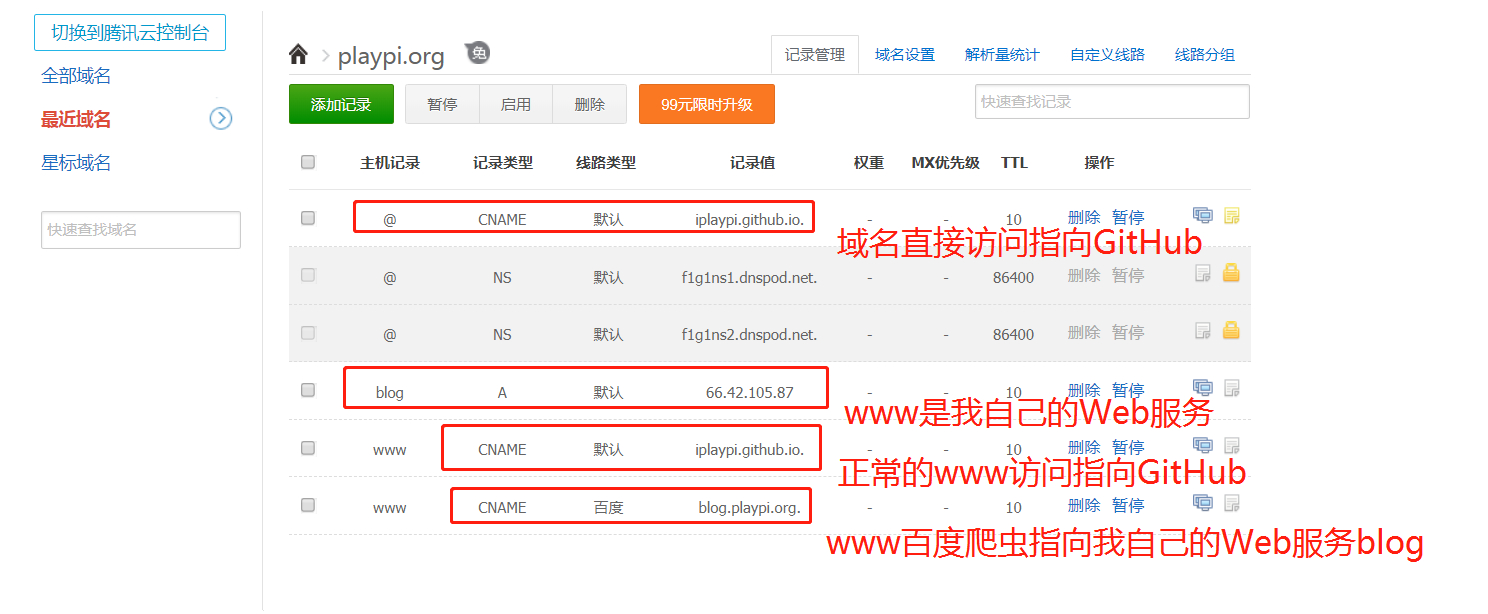 切换到腾讯云控制台
全部域名
最近域名
星标域名
快速查找域名
playpi.org 免
记录管理 域名设置 解析量统计 自定义线路 线路分组
添加记录 暂停 启用 删除 99元限时升级 快速查找记录
主机记录 记录类型 线路类型 记录值 权重 MX优先级 TTL 操作
@ CNAME 默认 iplaypi.github.io. - - 10 删除 暂停
域名直接访问指向GitHub
@ NS 默认 f1g1ns1.dnspod.net. - - 86400 删除 暂停
@ NS 默认 f1g1ns2.dnspod.net. - - 86400 删除 暂停
blog A 默认 66.42.105.87 - - 10 删除 暂停
www是我自己的Web服务
www CNAME 默认 iplaypi.github.io. - - 10 删除 暂停
正常的www访问指向GitHub
www CNAME 百度 blog.playpi.org. - - 10 删除 暂停
www百度爬虫指向我自己的Web服务blog